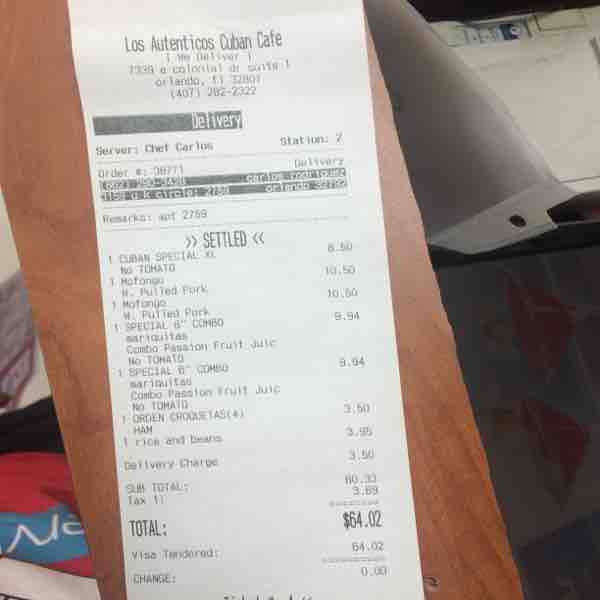 Los Autenticos Cuban Cafe
[ We Deliver ]
7339 e colonial dr suite 1
orlando, fl 32807
(407) 282-2322
Delivery
Server: Chef Carlos Station: 2
Order #: 38771 Delivery
carlos rodriguez
orlando 32792
Remarks: apt 2759
>> SETTLED <<
1 CUBAN SPECIAL XL 8.50
No TOMATO
1 Mofongo 10.50
W. Pulled Pork
1 Mofongo 10.50
W. Pulled Pork
1 SPECIAL 6" COMBO 9.94
mariquitas
Combo Passion Fruit Juic
No TOMATO
1 SPECIAL 6" COMBO 9.94
mariquitas
Combo Passion Fruit Juic
No TOMATO
1 ORDEN CROQUETAS(4) 3.50
HAM
1 rice and beans 3.95
Delivery Charge 3.50
SUB TOTAL: 60.33
Tax 1: 3.69
TOTAL: $64.02
Visa Tendered: 64.02
CHANGE: 0.00